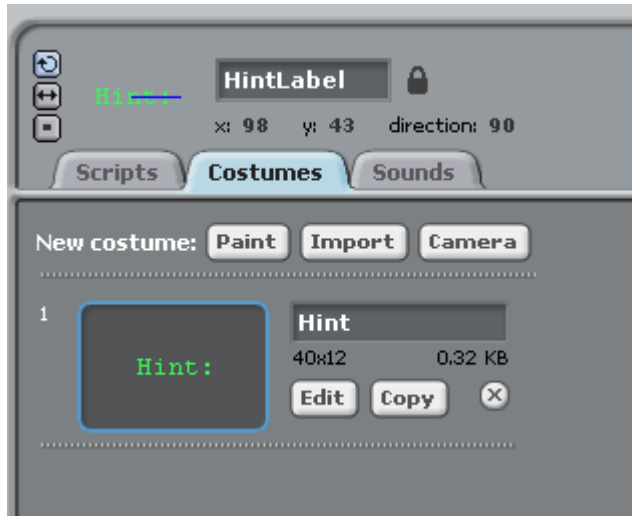 HintLabel
Hint:
x: 98 y: 43 direction: 90
Scripts Costumes Sounds
New costume: Paint Import Camera
1
Hint:
Hint
40x12 0.32 KB
Edit Copy